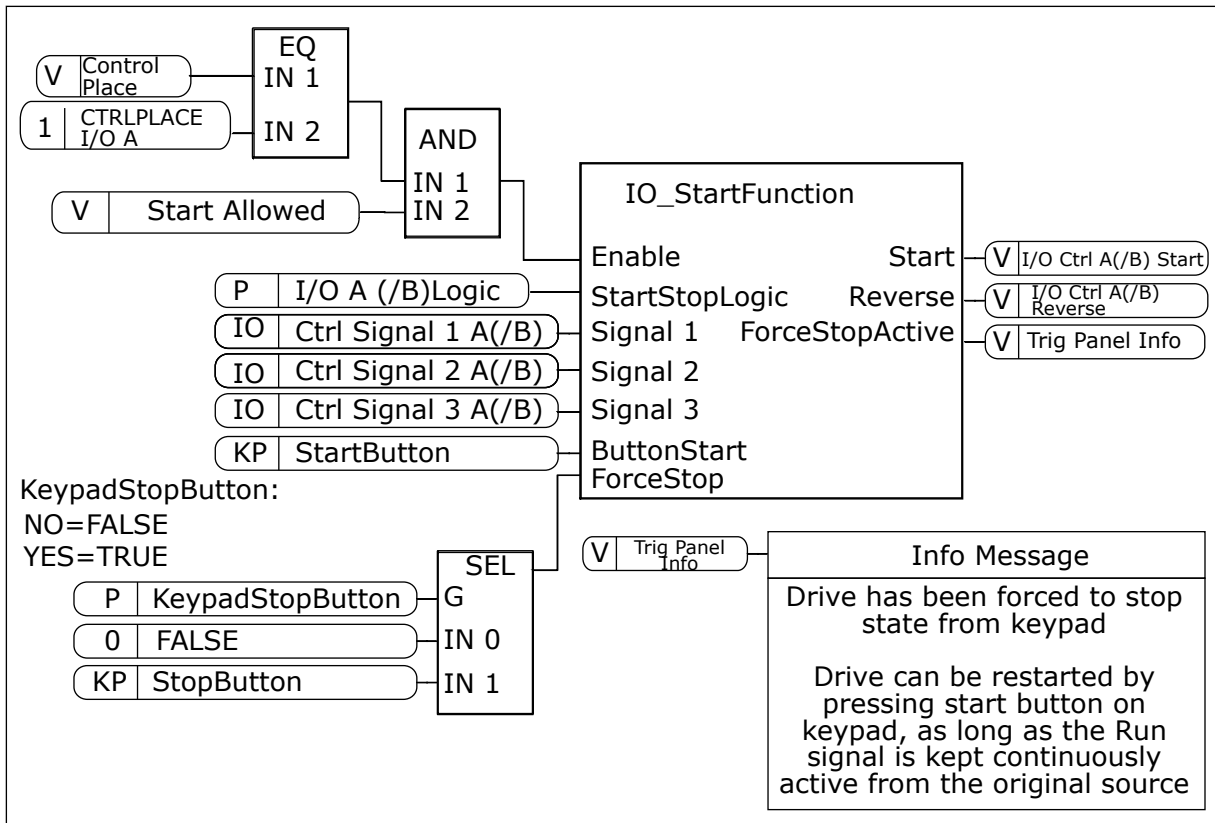 EQ
V Control
Place
IN 1
1 CTRLPLACE
I/O A
IN 2
AND
IN 1
V Start Allowed
IN 2
IO_StartFunction
Enable
Start
V I/O Ctrl A(/B) Start
P I/O A (/B)Logic
StartStopLogic
Reverse
V I/O Ctrl A(/B)
Reverse
IO Ctrl Signal 1 A(/B)
Signal 1
ForceStopActive
V Trig Panel Info
IO Ctrl Signal 2 A(/B)
Signal 2
IO Ctrl Signal 3 A(/B)
Signal 3
KP StartButton
ButtonStart
ForceStop
KeypadStopButton:
NO=FALSE
YES=TRUE
SEL
P KeypadStopButton
G
0 FALSE
IN 0
KP StopButton
IN 1
V Trig Panel
Info
Info Message
Drive has been forced to stop
state from keypad
Drive can be restarted by
pressing start button on
keypad, as long as the Run
signal is kept continuously
active from the original source